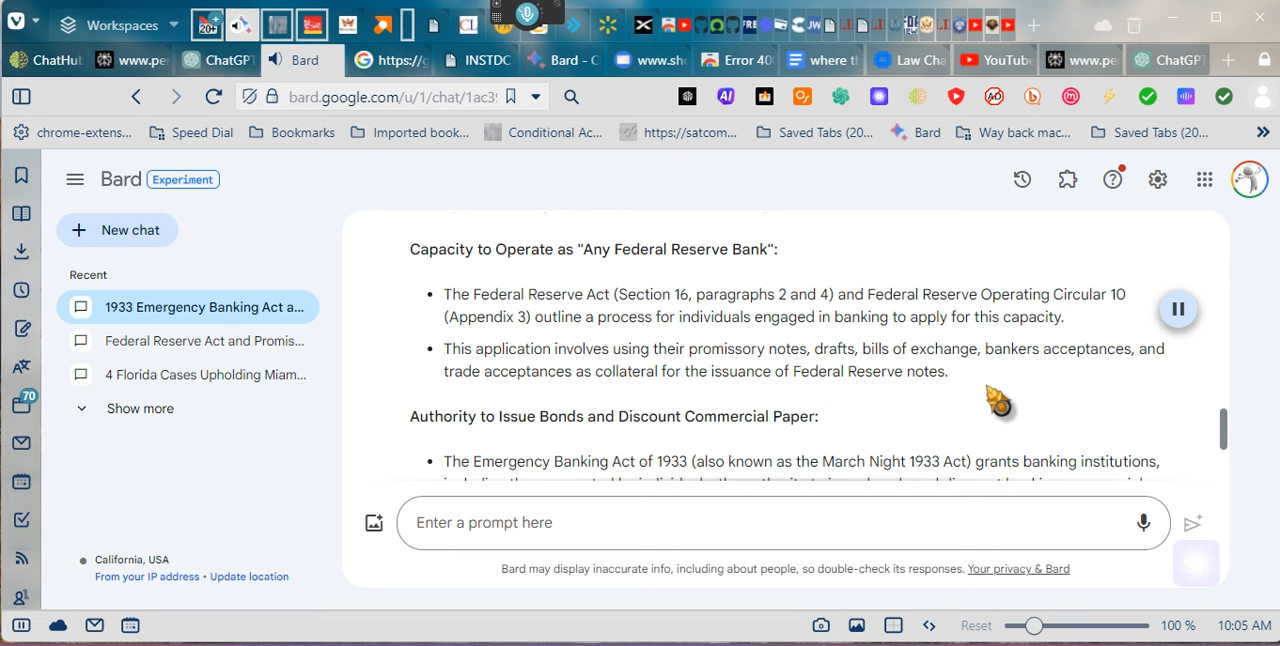 Workspaces
20+
CI
FRE
JW
ChatHu
www.pe
ChatGPT
Bard
https://g
INSTDC
Bard - C
www.sh
Error 40
where th
Law Cha
YouTube
www.pe
ChatGP
bard.google.com/u/1/chat/1ac3
chrome-extens...
Speed Dial
Bookmarks
Imported book...
Conditional Ac...
https://satcom...
Saved Tabs (20...
Bard
Way back mac...
Saved Tabs (20...
Bard
Experiment
New chat
Recent
1933 Emergency Banking Act a...
Federal Reserve Act and Promis...
4 Florida Cases Upholding Miam...
Show more
California, USA
From your IP address • Update location
70
Capacity to Operate as "Any Federal Reserve Bank":
• The Federal Reserve Act (Section 16, paragraphs 2 and 4) and Federal Reserve Operating Circular 10
(Appendix 3) outline a process for individuals engaged in banking to apply for this capacity.
• This application involves using their promissory notes, drafts, bills of exchange, bankers acceptances, and
trade acceptances as collateral for the issuance of Federal Reserve notes.
Authority to Issue Bonds and Discount Commercial Paper:
• The Emergency Banking Act of 1933 (also known as the March Night 1933 Act) grants banking institutions,
Enter a prompt here
Bard may display inaccurate info, including about people, so double-check its responses. Your privacy & Bard
Reset
100 %
10:05 AM